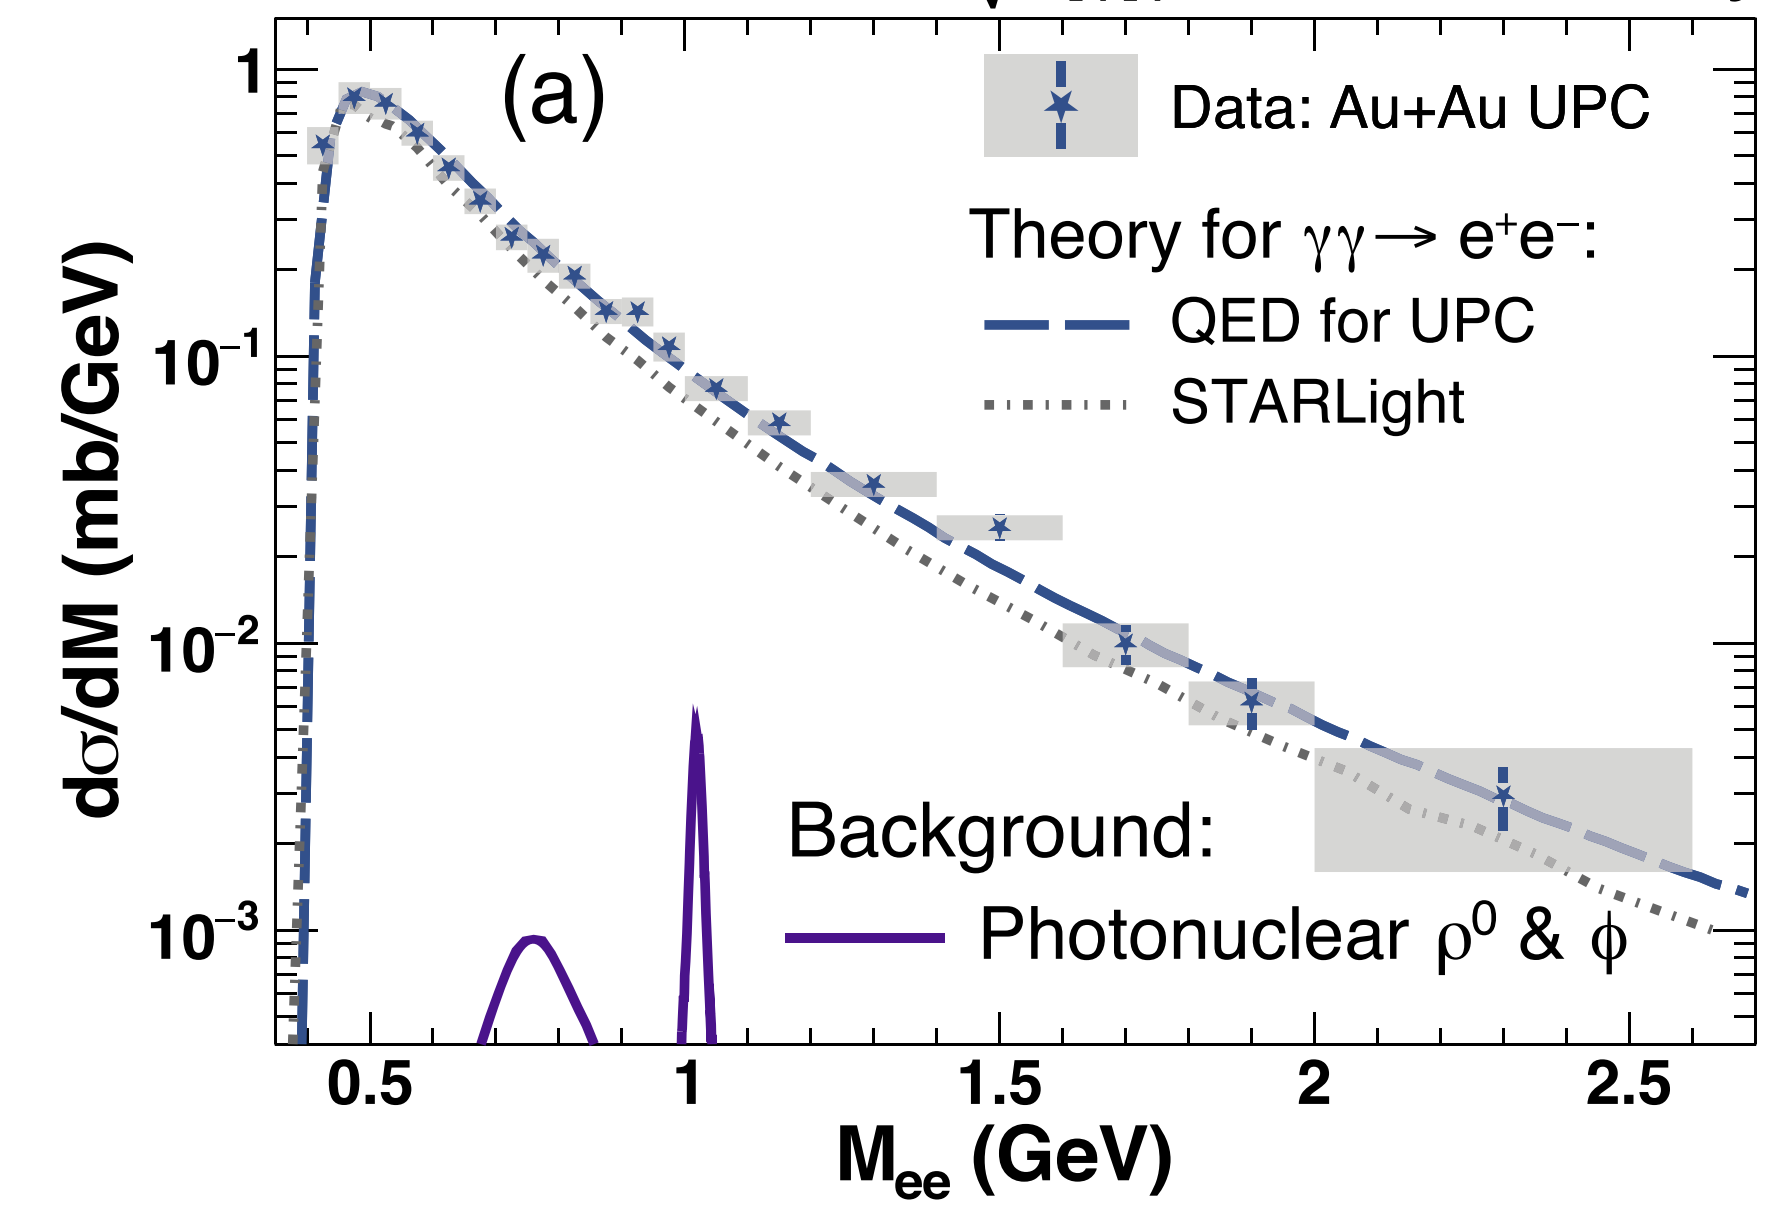 (a)
Data: Au+Au UPC
Theory for γγ→ e⁺e⁻:
QED for UPC
STARLight
Background:
Photonuclear ρ⁰ & ϕ
dσ/dM (mb/GeV)
1
10⁻¹
10⁻²
10⁻³
0.5 1 1.5 2 2.5
Mₑₑ (GeV)